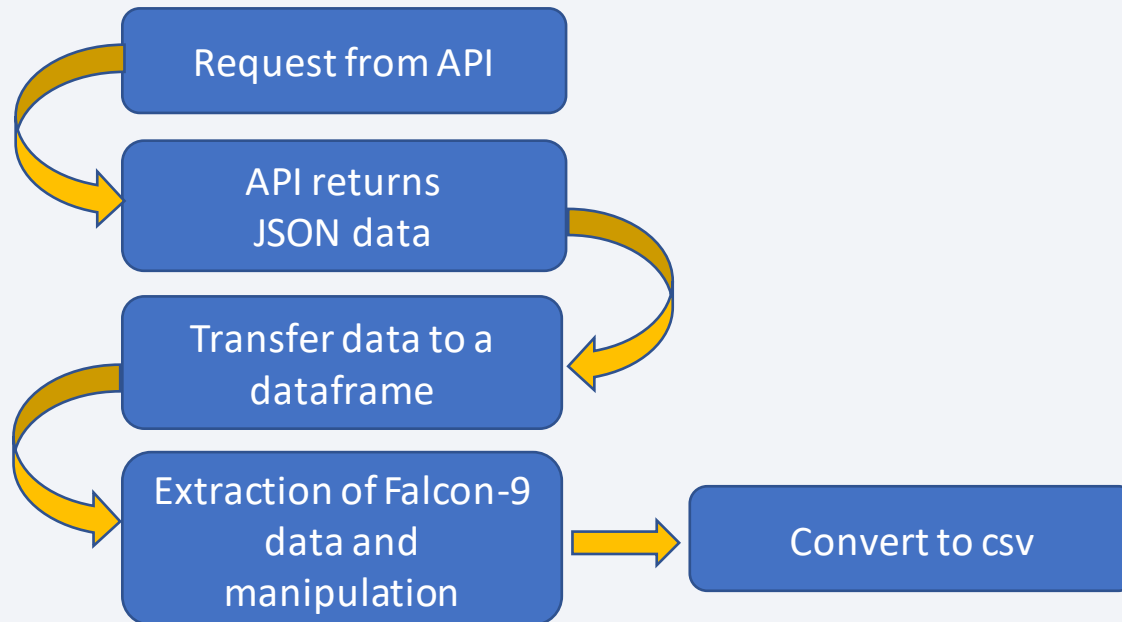 Request from API
API returns
JSON data
Transfer data to a
dataframe
Extraction of Falcon-9
data and
manipulation
Convert to csv